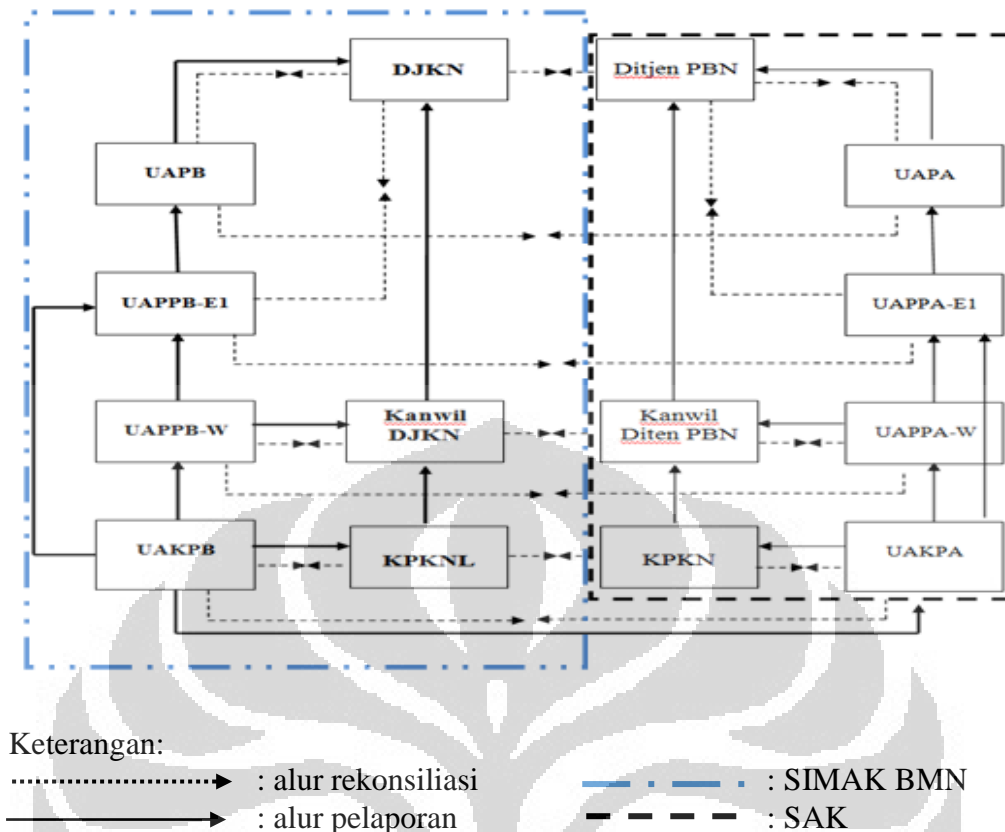 DJKN
Ditjen PBN
UAPB
UAPA
UAPPB-E1
UAPPA-E1
UAPPB-W
Kanwil
DJKN
Kanwil
Diten PBN
UAPPA-W
UAKPB
KPKNL
KPKN
UAKPA
Keterangan:
: alur rekonsiliasi
: SIMAK BMN
: alur pelaporan
: SAK